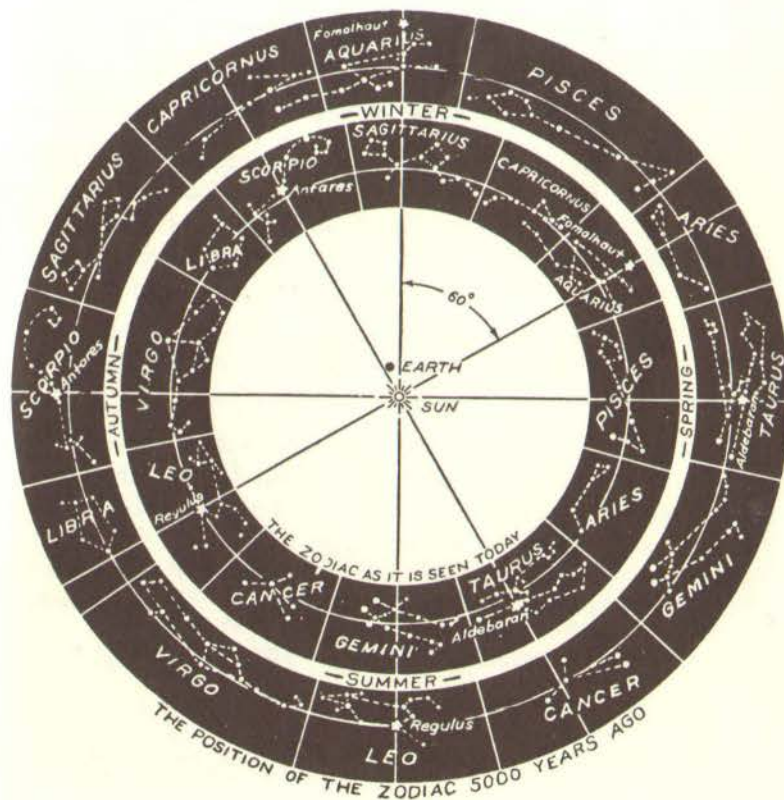 Fomalhaut
AQUARIUS
PISCES
ARIES
TAURUS
Aldebaran
GEMINI
CANCER
LEO
Regulus
VIRGO
LIBRA
SCORPIO
Antares
SAGITTARIUS
CAPRICORNUS
WINTER
SPRING
SUMMER
AUTUMN
SAGITTARIUS
CAPRICORNUS
Fomalhaut
AQUARIUS
PISCES
ARIES
TAURUS
Aldebaran
GEMINI
CANCER
LEO
Regulus
VIRGO
LIBRA
SCORPIO
Antares
60°
EARTH
SUN
THE ZODIAC AS IT IS SEEN TODAY
THE POSITION OF THE ZODIAC 5000 YEARS AGO